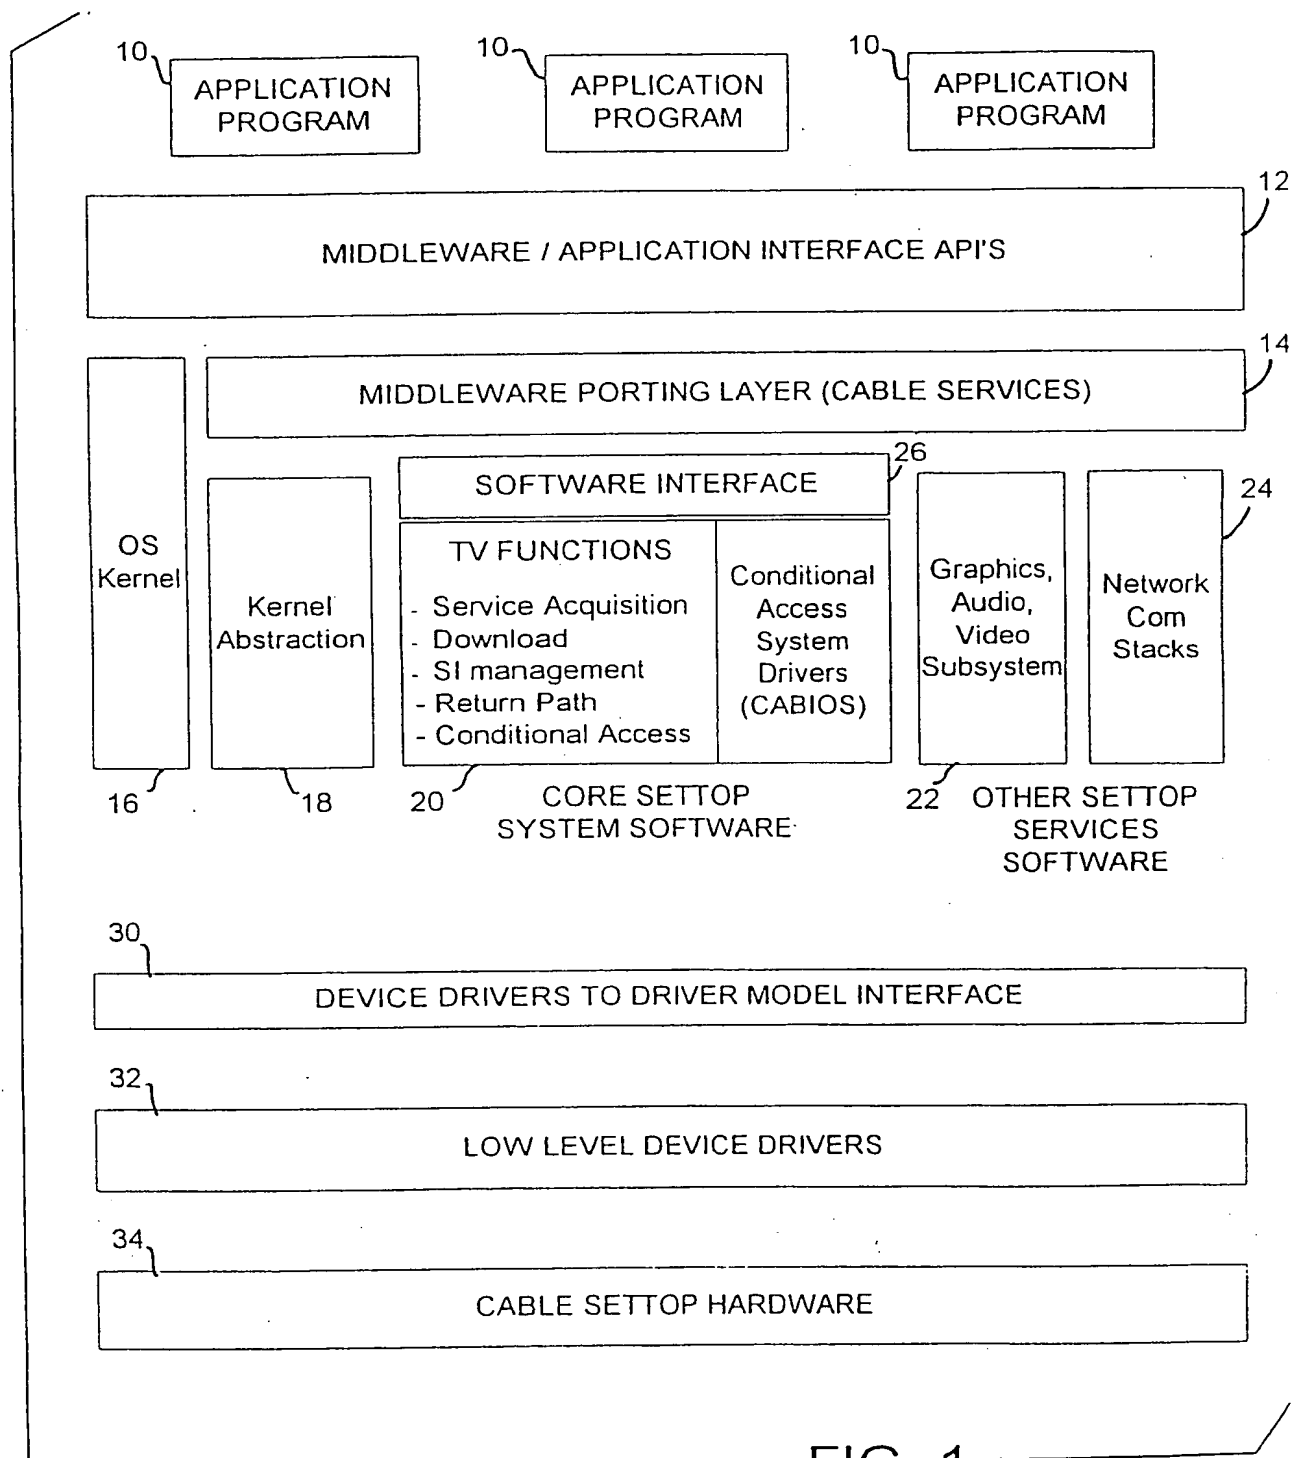 10
APPLICATION
PROGRAM
10
APPLICATION
PROGRAM
10
APPLICATION
PROGRAM
12
MIDDLEWARE / APPLICATION INTERFACE API'S
14
MIDDLEWARE PORTING LAYER (CABLE SERVICES)
OS
Kernel
16
Kernel
Abstraction
18
26
SOFTWARE INTERFACE
TV FUNCTIONS
- Service Acquisition
- Download
- SI management
- Return Path
- Conditional Access
Conditional
Access
System
Drivers
(CABIOS)
20
CORE SETTOP
SYSTEM SOFTWARE
Graphics,
Audio,
Video
Subsystem
22
24
Network
Com
Stacks
OTHER SETTOP
SERVICES
SOFTWARE
30
DEVICE DRIVERS TO DRIVER MODEL INTERFACE
32
LOW LEVEL DEVICE DRIVERS
34
CABLE SETTOP HARDWARE
FIG. 1